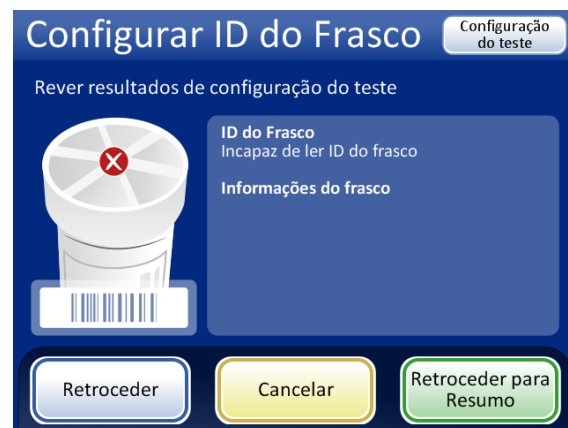 Configurar ID do Frasco
Configuração
do teste
Rever resultados de configuração do teste
ID do Frasco
Incapaz de ler ID do frasco
Informações do frasco
Retroceder
Cancelar
Retroceder para
Resumo